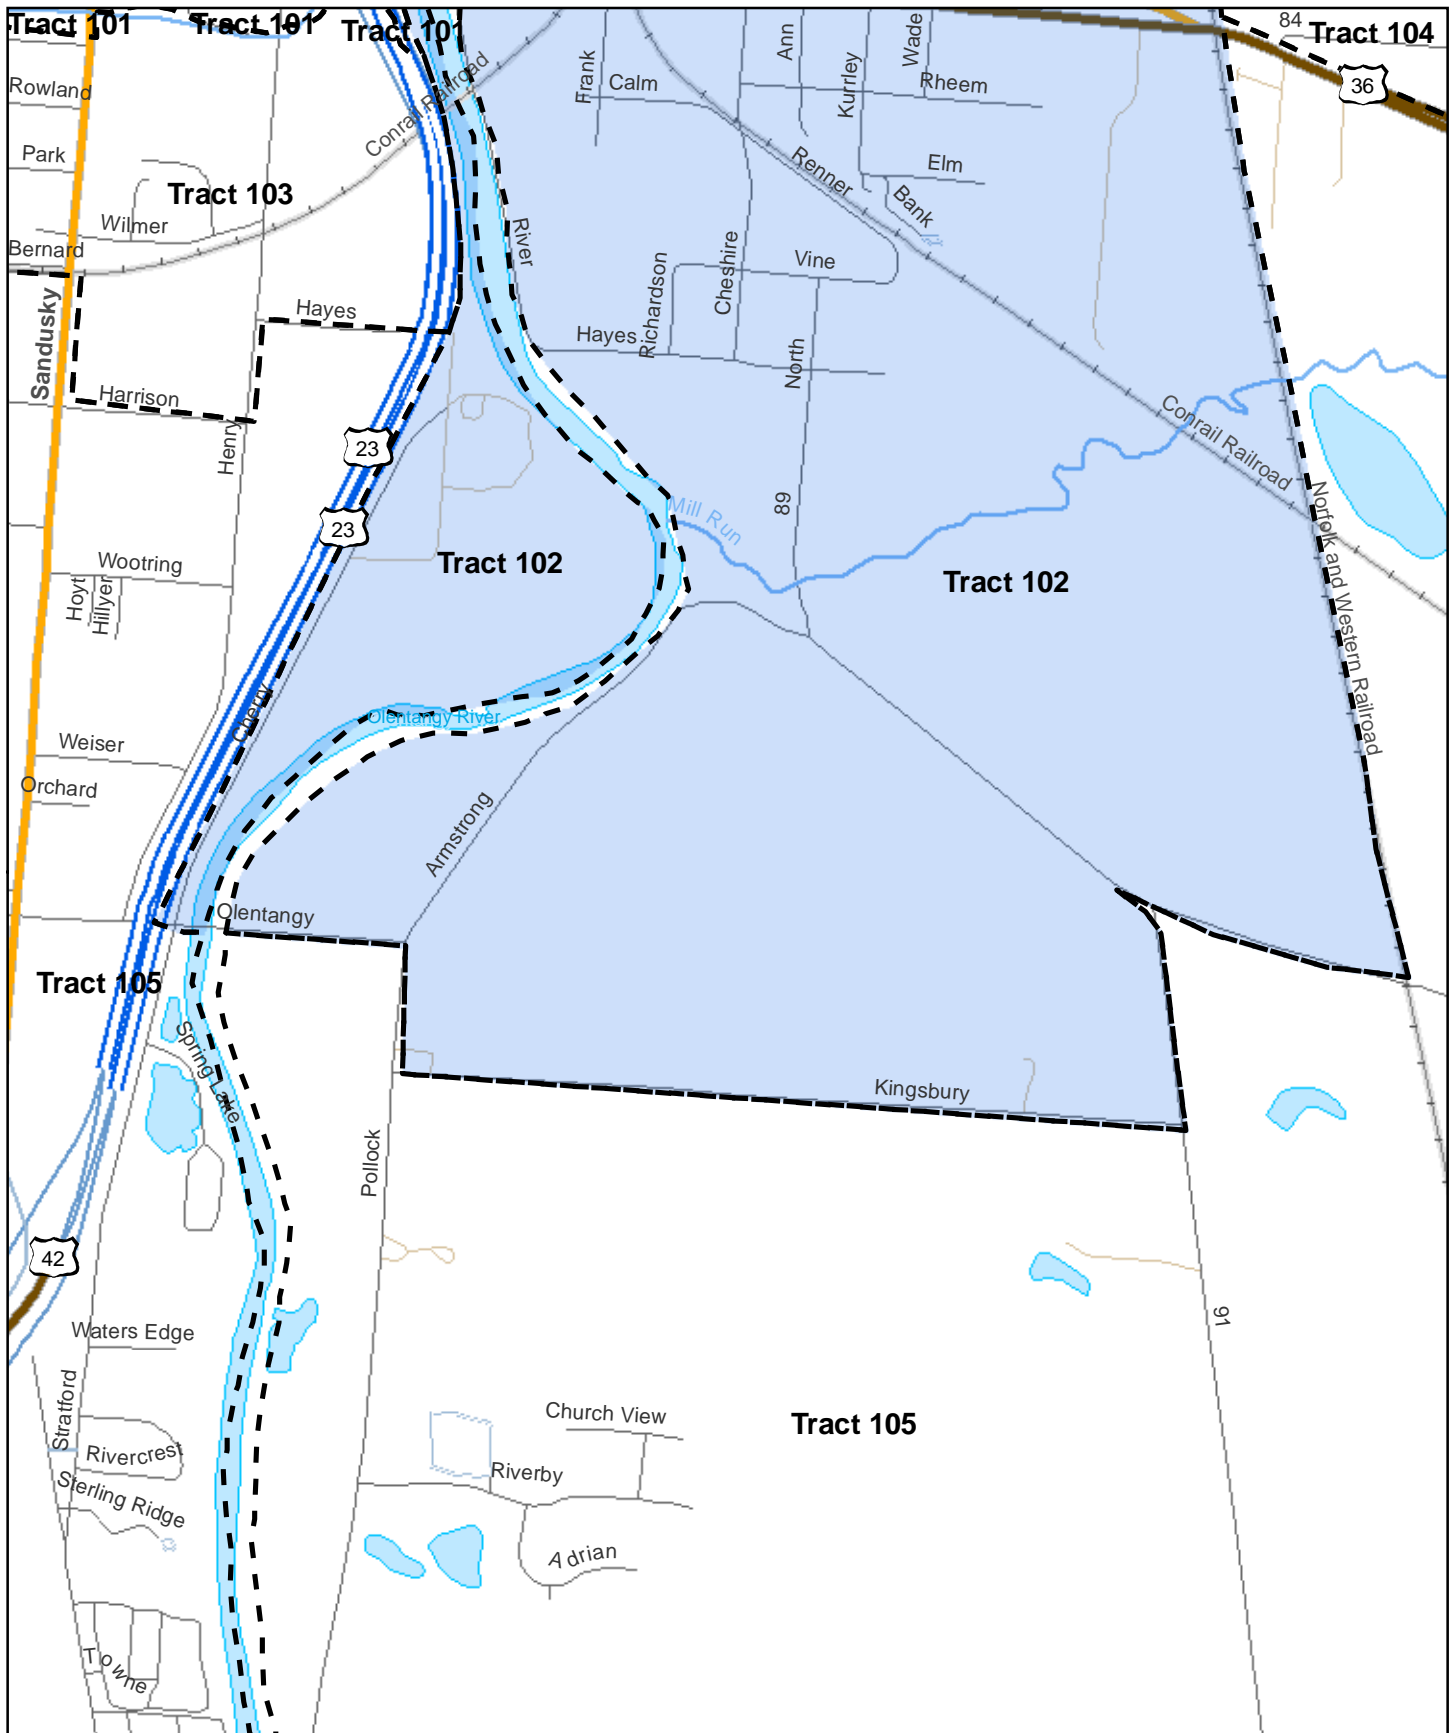 Tract 101
Tract 101
Tract 101
84
Tract 104
36
Rowland
Park
Bernard
Wilmer
Tract 103
Conrail Railroad
Frank
Calm
Ann
Kurrley
Wade
Rheem
Renner
Elm
Bank
River
Vine
Richardson
Cheshire
Hayes
North
Hayes
Sandusky
Harrison
Henry
23
23
Conrail Railroad
Mill Run
89
Norfolk and Western Railroad
Wootring
Hoyt
Hillyer
Tract 102
Tract 102
Cherry
Olentangy River
Weiser
Orchard
Armstrong
Olentangy
Tract 105
Spring Lake
Kingsbury
Pollock
42
Waters Edge
91
Stratford
Rivercrest
Sterling Ridge
Church View
Tract 105
Riverby
Adrian
Towne